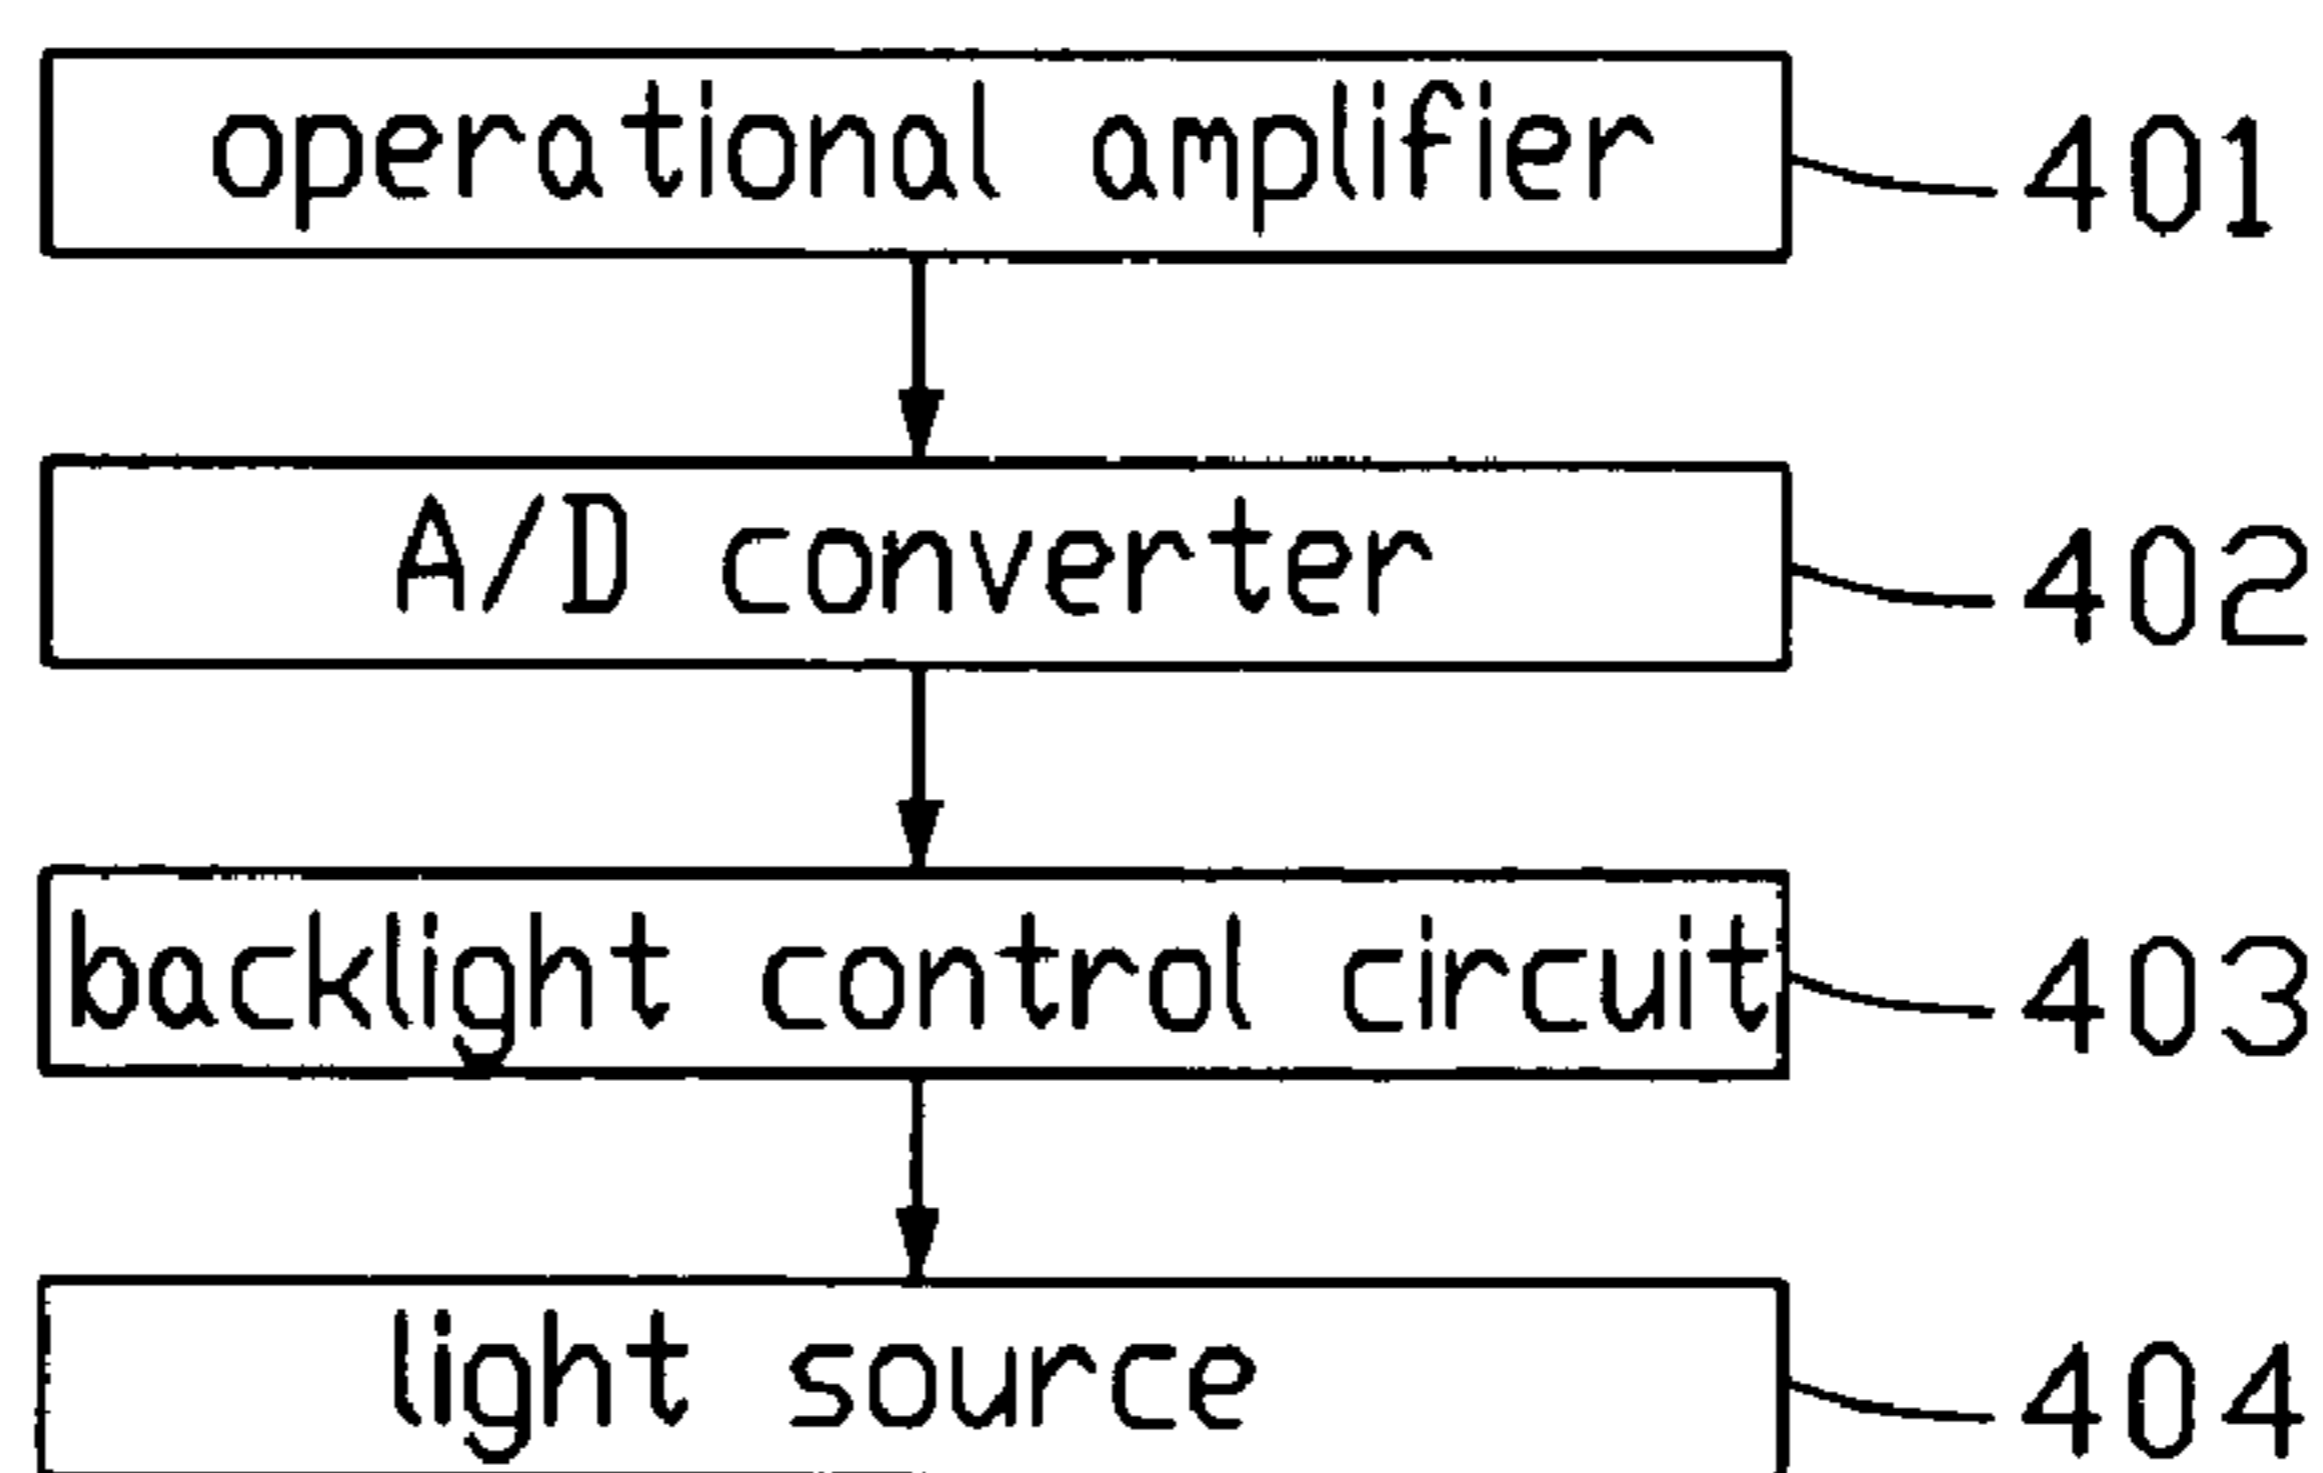 operational amplifier 401
A/D converter 402
backlight control circuit 403
light source 404